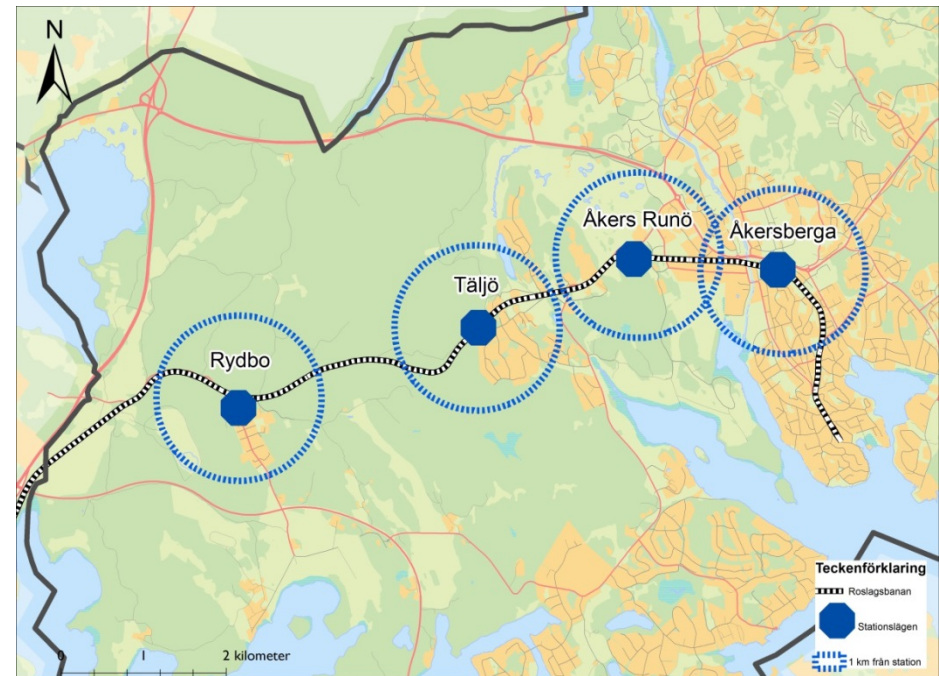 N
Åkers Runö
Åkersberga
Täljö
Rydbo
Teckenförklaring
Roslagsbanan
Stationslägen
1 km från station
0 1 2 kilometer